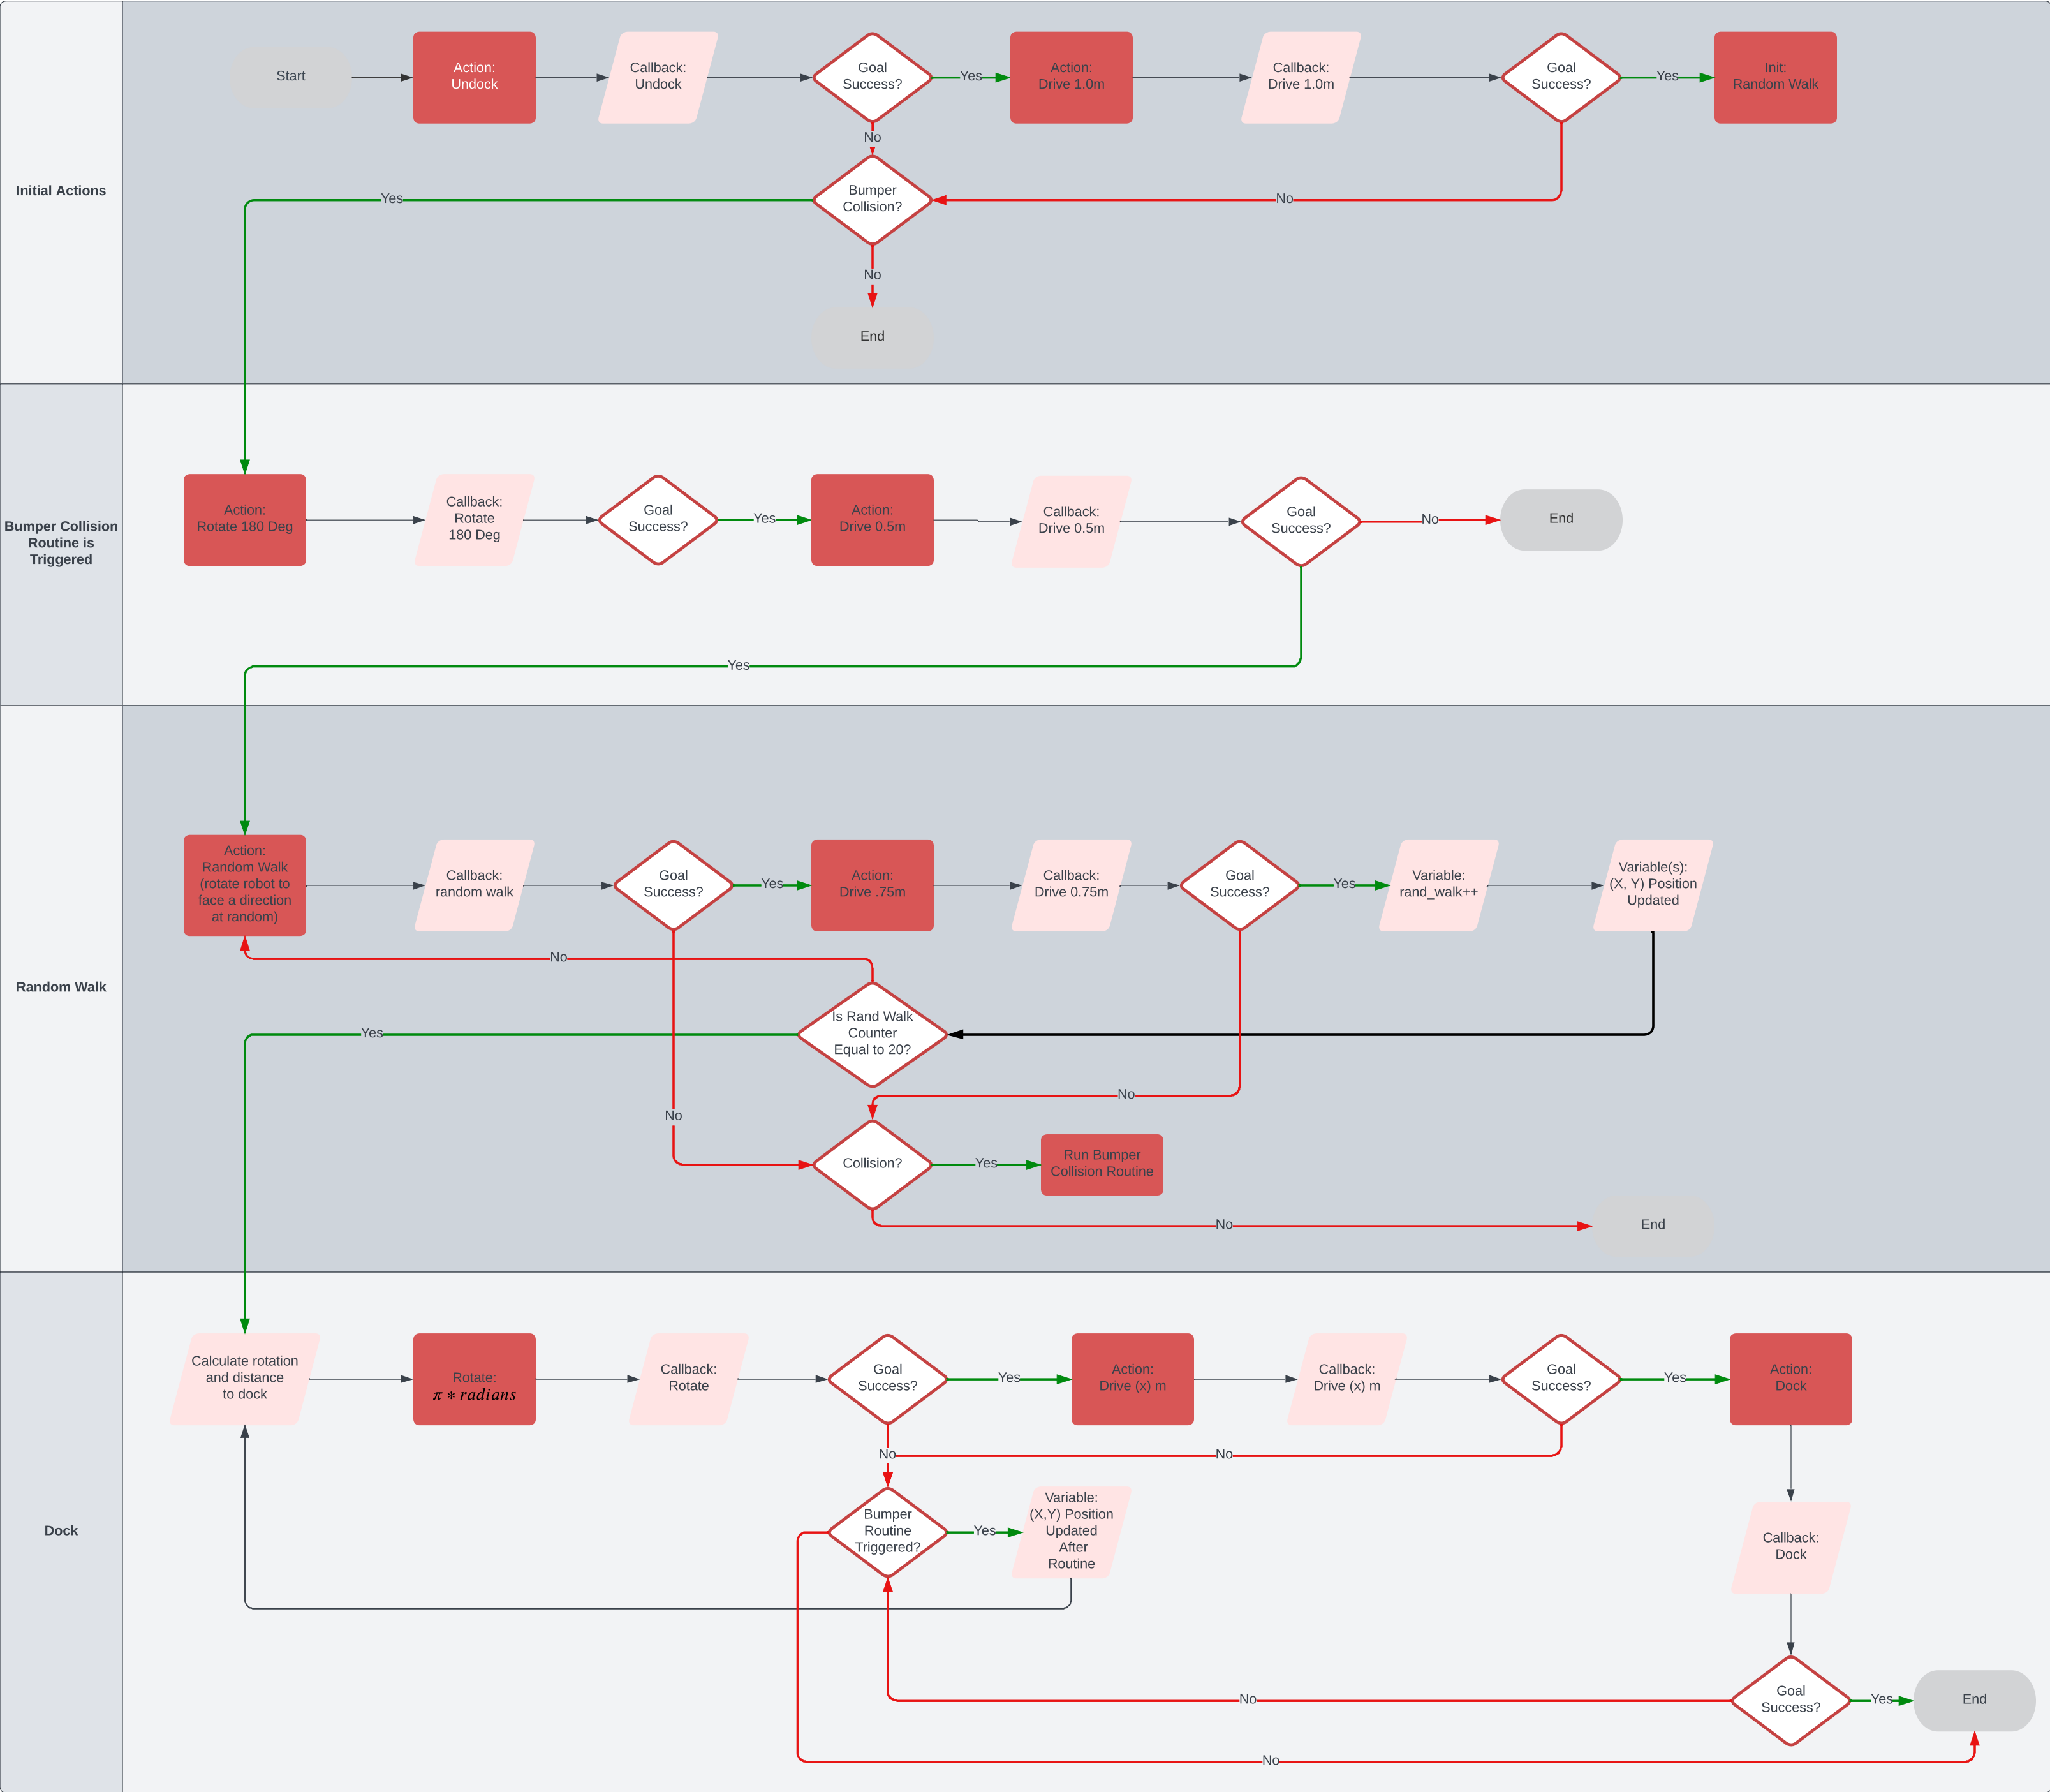 Initial Actions
Start
Action:
Undock
Callback:
Undock
Goal
Success?
Yes
Action:
Drive 1.0m
Callback:
Drive 1.0m
Goal
Success?
Yes
Init:
Random Walk
No
Bumper
Collision?
Yes
No
No
End
Bumper Collision
Routine is
Triggered
Action:
Rotate 180 Deg
Callback:
Rotate
180 Deg
Goal
Success?
Yes
Action:
Drive 0.5m
Callback:
Drive 0.5m
Goal
Success?
No
End
Yes
Random Walk
Action:
Random Walk
(rotate robot to
face a direction
at random)
Callback:
random walk
Goal
Success?
Yes
Action:
Drive .75m
Callback:
Drive 0.75m
Goal
Success?
Yes
Variable:
rand_walk++
Variable(s):
(X, Y) Position
Updated
No
Is Rand Walk
Counter
Equal to 20?
Yes
No
No
Collision?
Yes
Run Bumper
Collision Routine
No
End
Dock
Calculate rotation
and distance
to dock
Rotate:
π ∗ radians
Callback:
Rotate
Goal
Success?
Yes
Action:
Drive (x) m
Callback:
Drive (x) m
Goal
Success?
Yes
Action:
Dock
No
No
Bumper
Routine
Triggered?
Yes
Variable:
(X,Y) Position
Updated
After
Routine
Callback:
Dock
Goal
Success?
Yes
End
No
No